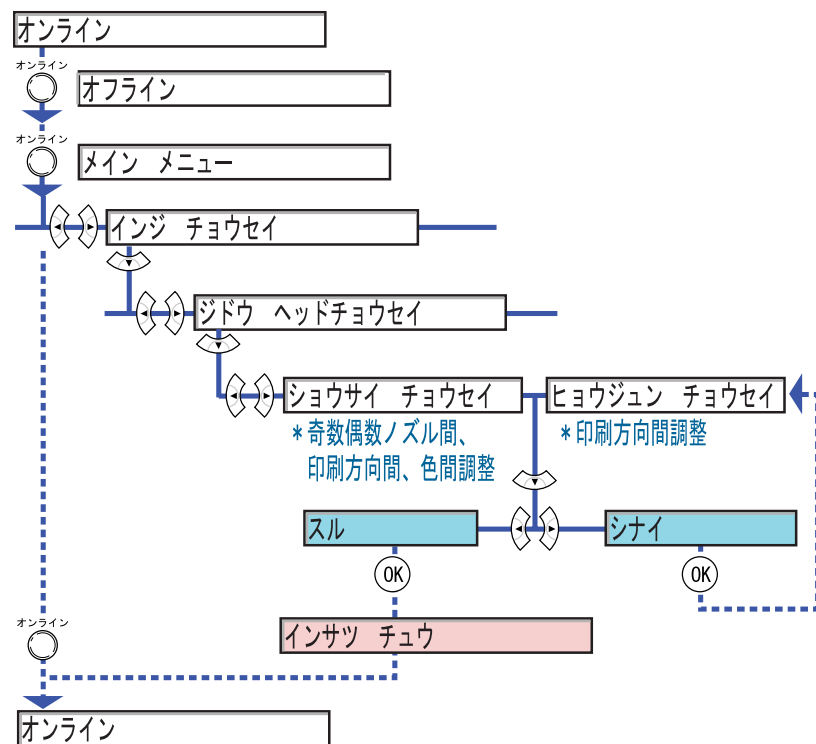 オンライン
オンライン
オフライン
オンライン
メイン メニュー
インジ チョウセイ
ジドウ ヘッドチョウセイ
ショウサイ チョウセイ
ヒョウジュン チョウセイ
*奇数偶数ノズル間、
印刷方向間、色間調整
*印刷方向間調整
スル
シナイ
OK
OK
インサツ チュウ
オンライン
オンライン